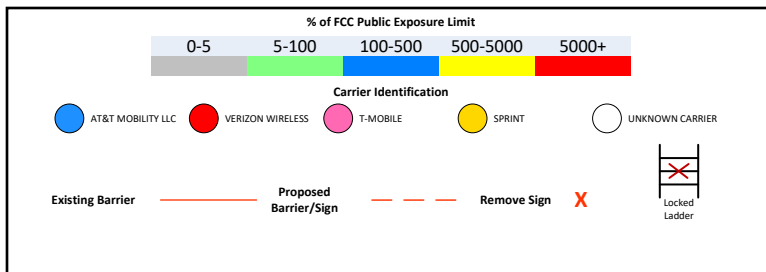 % of FCC Public Exposure Limit
0-5 5-100 100-500 500-5000 5000+
Carrier Identification
AT&T MOBILITY LLC VERIZON WIRELESS T-MOBILE SPRINT UNKNOWN CARRIER
Existing Barrier Proposed Barrier/Sign Remove Sign X
Locked
Ladder